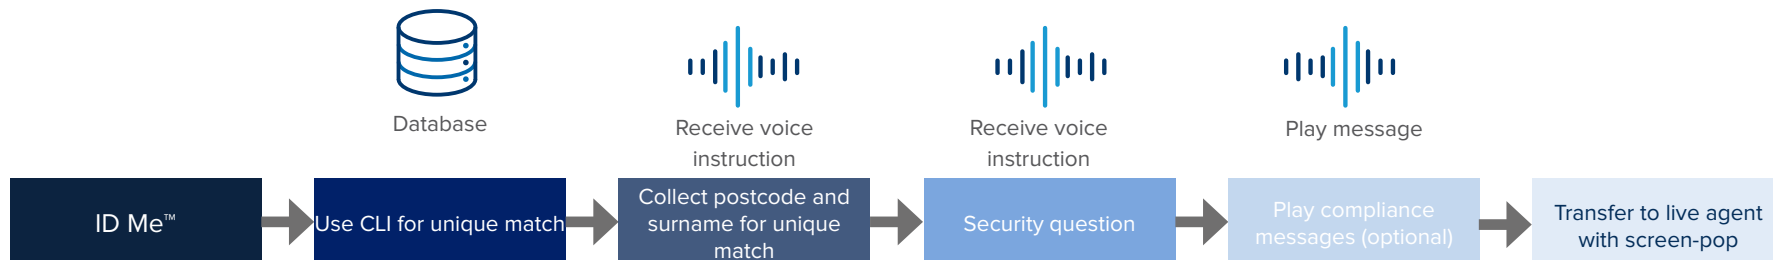 Database
Receive voice
instruction
Receive voice
instruction
Play message
ID Me™
Use CLI for unique match
Collect postcode and
surname for unique
match
Security question
Play compliance
messages (optional)
Transfer to live agent
with screen-pop